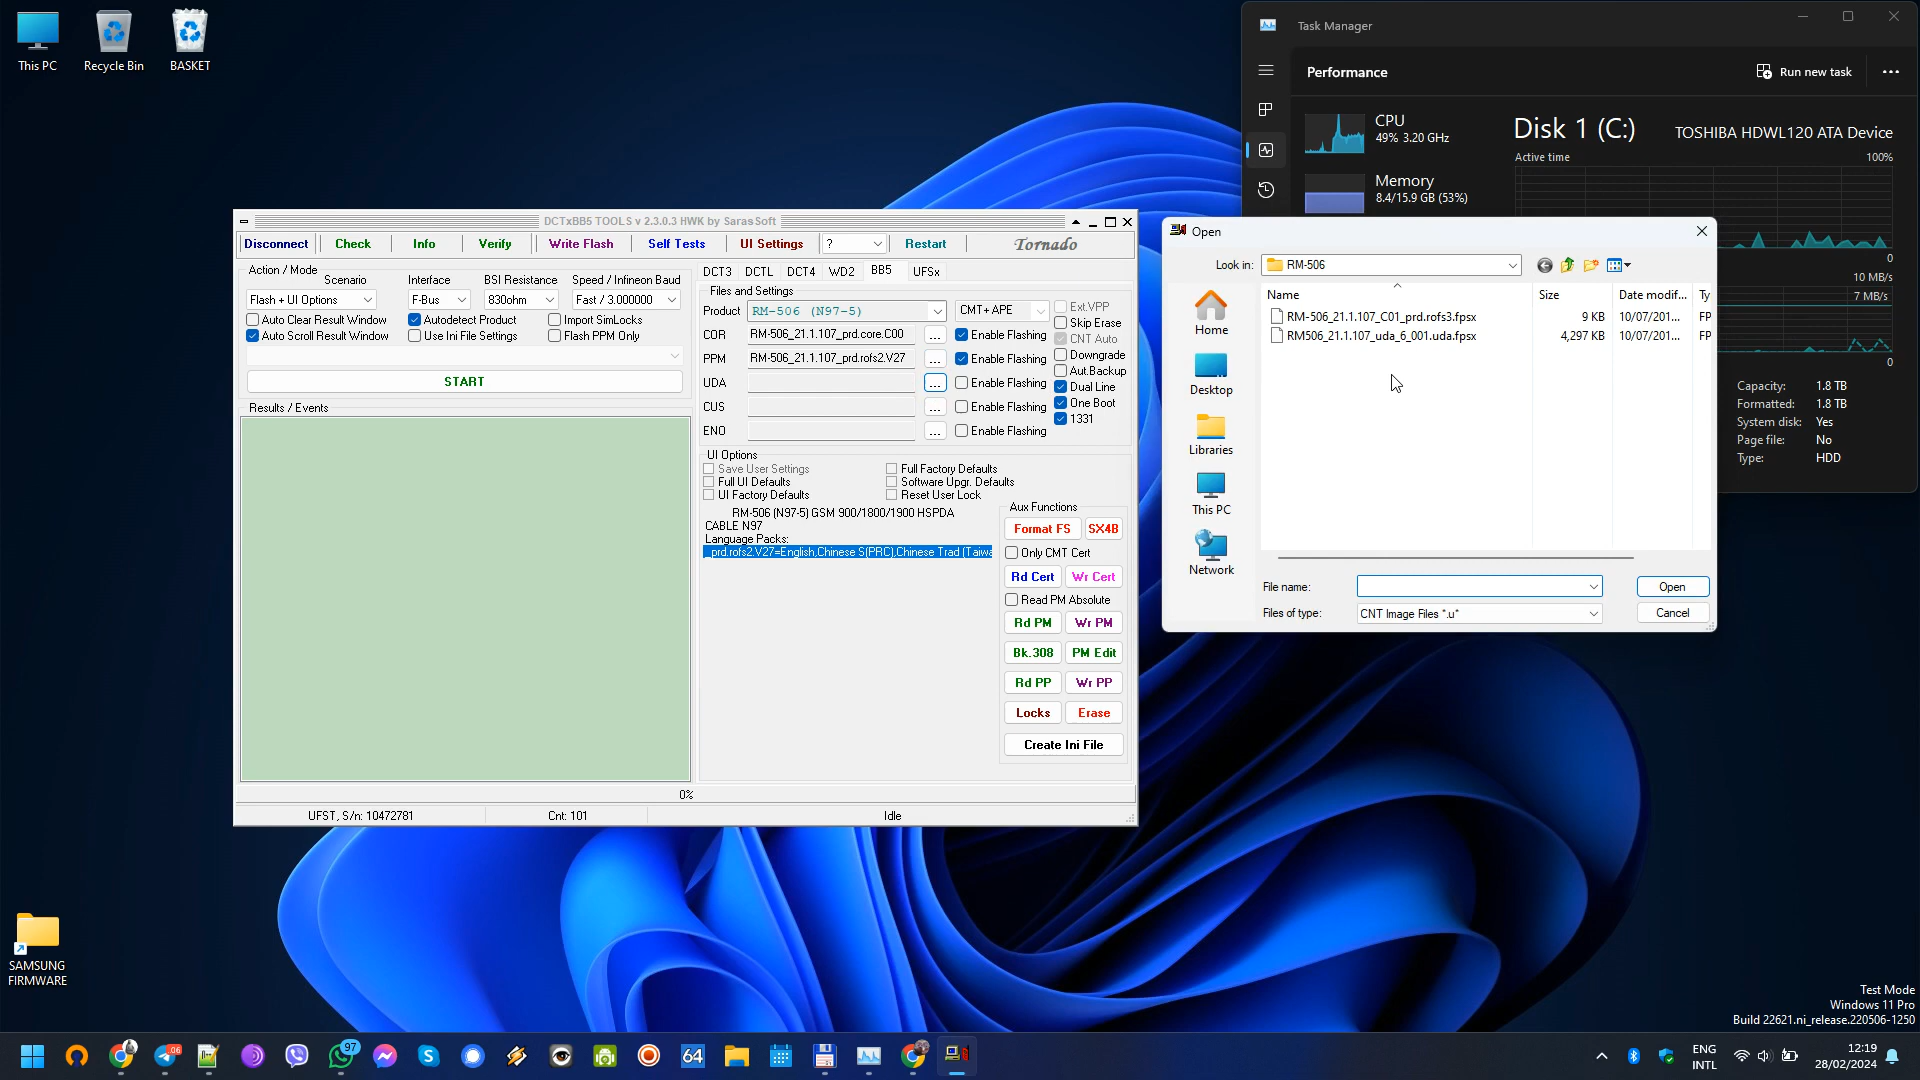 This PC
Recycle Bin
BASKET
Task Manager
Performance
Run new task
CPU
49% 3.20 GHz
Memory
8.4/15.9 GB (53%)
Disk 1 (C:)
TOSHIBA HDWL120 ATA Device
Active time
100%
0
10 MB/s
7 MB/s
0
Capacity: 1.8 TB
Formatted: 1.8 TB
System disk: Yes
Page file: No
Type: HDD
DCTxBB5 TOOLS v 2.3.0.3 HWK by SarasSoft
Disconnect
Check
Info
Verify
Write Flash
Self Tests
UI Settings
?
Restart
Tornado
Action / Mode
Scenario
Interface
BSI Resistance
Speed / Infineon Baud
Flash + UI Options
F-Bus
830ohm
Fast / 3.000000
Auto Clear Result Window
Autodetect Product
Import SimLocks
Auto Scroll Result Window
Use Ini File Settings
Flash PPM Only
START
Results / Events
DCT3
DCTL
DCT4
WD2
BB5
UFSx
Files and Settings
Product
RM-506 (N97-5)
CMT+APE
COR
RM-506_21.1.107_prd.core.C00
...
Enable Flashing
PPM
RM-506_21.1.107_prd.rofs2.V27
...
Enable Flashing
UDA
...
Enable Flashing
CUS
...
Enable Flashing
ENO
...
Enable Flashing
Ext.VPP
Skip Erase
CNT Auto
Downgrade
Aut.Backup
Dual Line
One Boot
1331
UI Options
Save User Settings
Full Factory Defaults
Full UI Defaults
Software Upgr. Defaults
UI Factory Defaults
Reset User Lock
RM-506 (N97-5) GSM 900/1800/1900 HSPDA
CABLE N97
Language Packs:
_prd.rofs2.V27=English,Chinese S(PRC),Chinese Trad (Taiwa
Aux Functions
Format FS
SX4B
Only CMT Cert
Rd Cert
Wr Cert
Read PM Absolute
Rd PM
Wr PM
Bk.308
PM Edit
Rd PP
Wr PP
Locks
Erase
Create Ini File
0%
UFST, S/n: 10472781
Cnt: 101
Idle
Open
Look in:
RM-506
Home
Desktop
Libraries
This PC
Network
Name
Size
Date modif...
Ty
RM-506_21.1.107_C01_prd.rofs3.fpsx
9 KB
10/07/201...
FP
RM506_21.1.107_uda_6_001.uda.fpsx
4,297 KB
10/07/201...
FP
File name:
Open
Files of type:
CNT Image Files *.u*
Cancel
SAMSUNG
FIRMWARE
Test Mode
Windows 11 Pro
Build 22621.ni_release.220506-1250
.06
97
64
ENG
INTL
12:19
28/02/2024